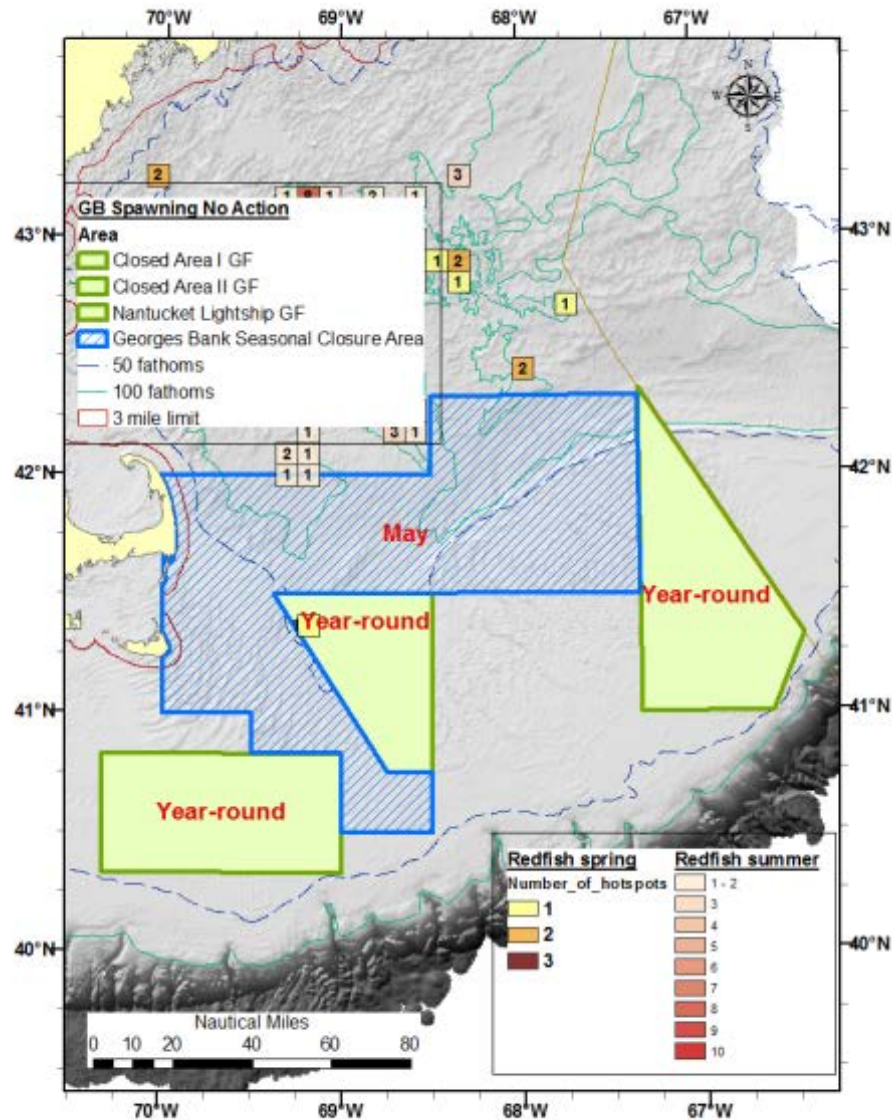 70°W 69°W 68°W 67°W
N
W
S
2 3
1 8 1 2 1
GB Spawning No Action
Area
Closed Area I GF
Closed Area II GF
Nantucket Lightship GF
Georges Bank Seasonal Closure Area
50 fathoms
100 fathoms
3 mile limit
43°N 43°N
1 2
1
1
2
1 3 1
2 1
1 1
42°N 42°N
May
Year-round
Year-round
41°N 41°N
Year-round
Redfish spring
Number_of_hotspots
1
2
3
Redfish summer
1 - 2
3
4
5
6
7
8
9
10
40°N 40°N
Nautical Miles
0 10 20 40 60 80
70°W 69°W 68°W 67°W